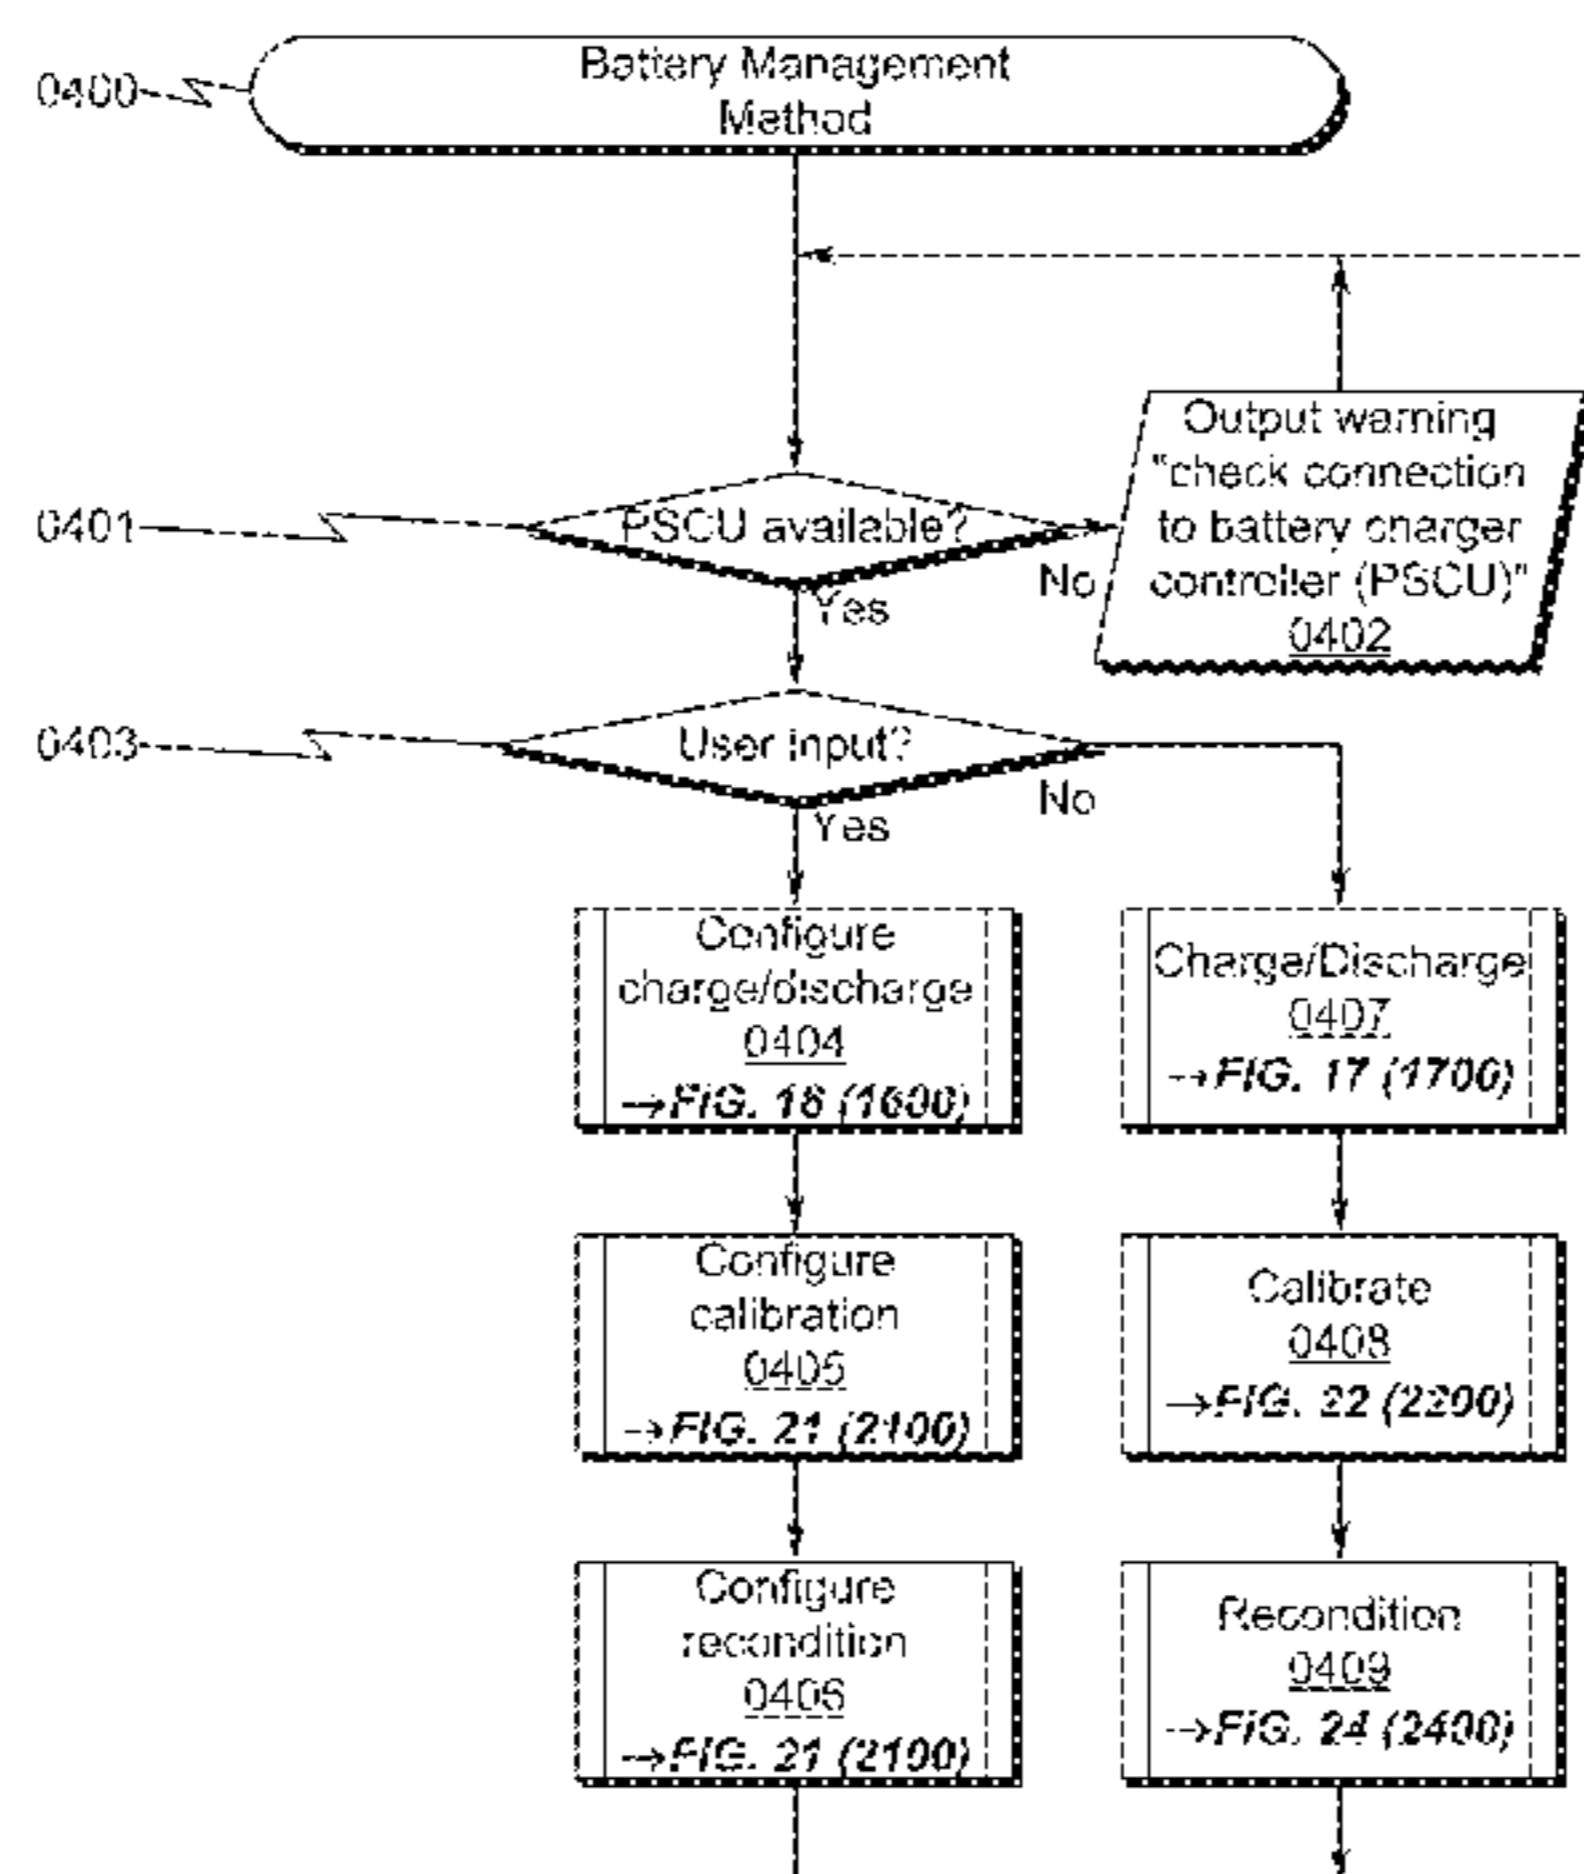 Battery Management
Method
0400
Output warning
"check connection
to battery charger
controller (PSCU)"
0402
0401
PSCU available?
No
Yes
0403
User input?
No
Yes
Configure
charge/discharge
0404
→FIG. 16 (1600)
Charge/Discharge
0407
→FIG. 17 (1700)
Configure
calibration
0405
→FIG. 21 (2100)
Calibrate
0408
→FIG. 22 (2200)
Configure
recondition
0406
→FIG. 21 (2100)
Recondition
0409
→FIG. 24 (2400)